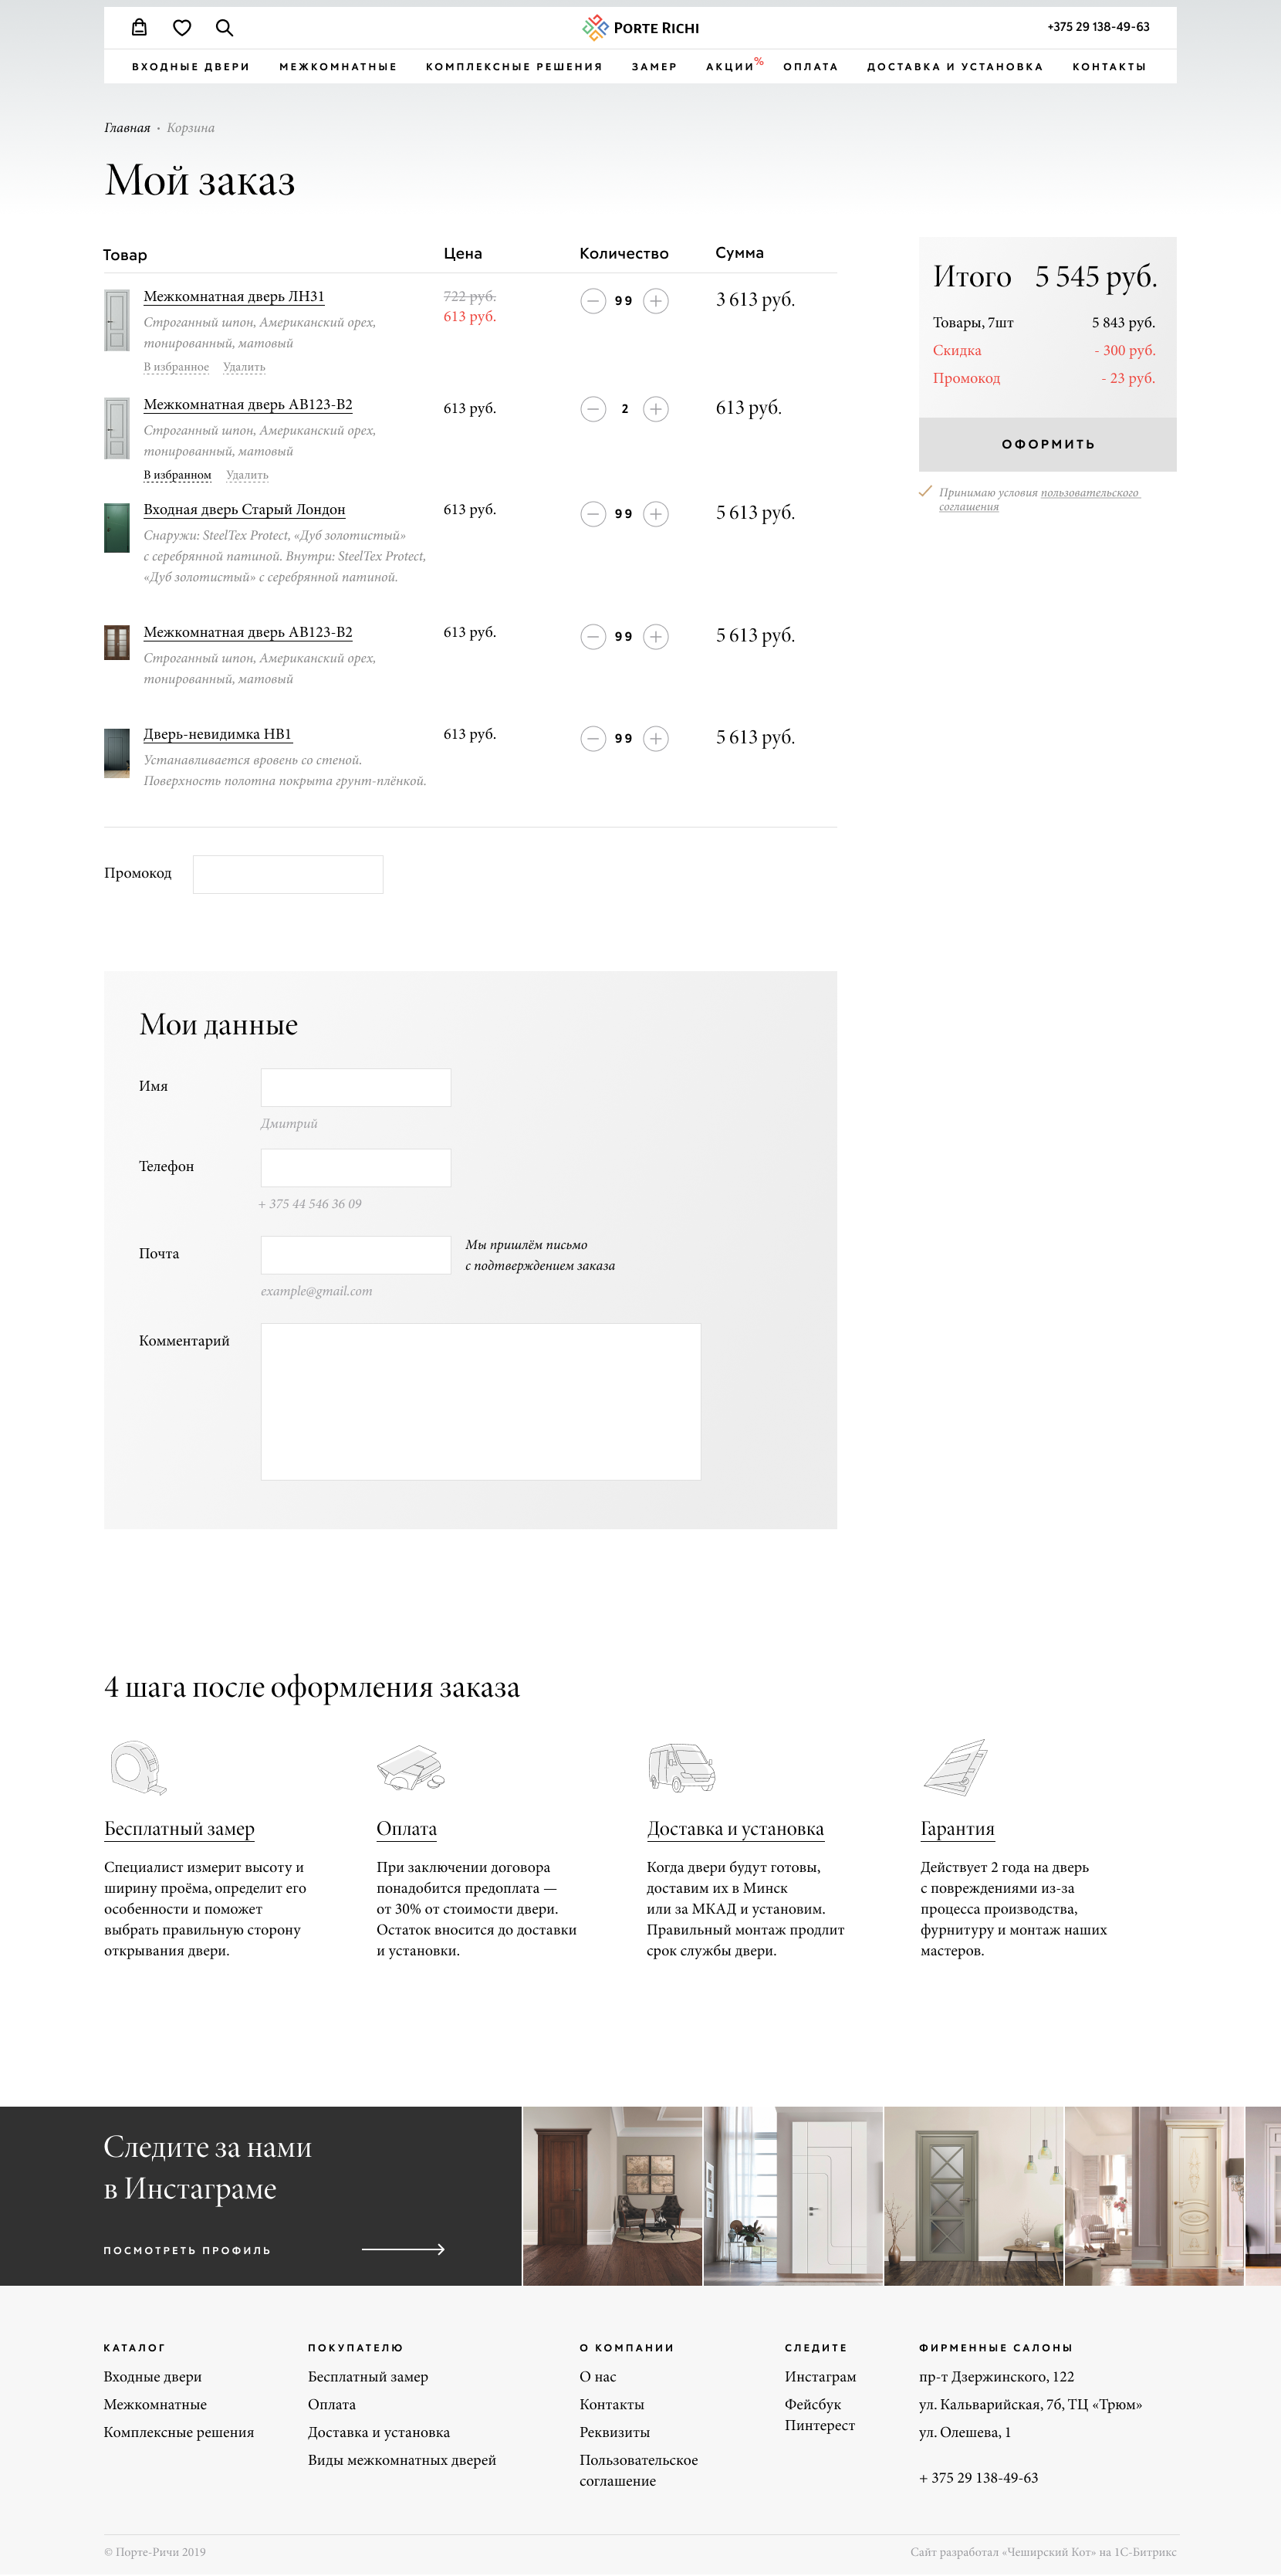 PORTE RICHI
+375 29 138-49-63
ВХОДНЫЕ ДВЕРИ МЕЖКОМНАТНЫЕ КОМПЛЕКСНЫЕ РЕШЕНИЯ ЗАМЕР АКЦИИ% ОПЛАТА ДОСТАВКА И УСТАНОВКА КОНТАКТЫ
Главная • Корзина
Мой заказ
Товар Цена Количество Сумма
Межкомнатная дверь ЛН31
Строганный шпон, Американский орех,
тонированный, матовый
В избранное Удалить
722 руб.
613 руб.
99
3 613 руб.
Межкомнатная дверь АВ123-В2
Строганный шпон, Американский орех,
тонированный, матовый
В избранном Удалить
613 руб.
2
613 руб.
Входная дверь Старый Лондон
Снаружи: SteelTex Protect, «Дуб золотистый»
с серебрянной патиной. Внутри: SteelTex Protect,
«Дуб золотистый» с серебрянной патиной.
613 руб.
99
5 613 руб.
Межкомнатная дверь АВ123-В2
Строганный шпон, Американский орех,
тонированный, матовый
613 руб.
99
5 613 руб.
Дверь-невидимка НВ1
Устанавливается вровень со стеной.
Поверхность полотна покрыта грунт-плёнкой.
613 руб.
99
5 613 руб.
Итого 5 545 руб.
Товары, 7шт 5 843 руб.
Скидка - 300 руб.
Промокод - 23 руб.
ОФОРМИТЬ
Принимаю условия пользовательского
соглашения
Промокод
Мои данные
Имя
Дмитрий
Телефон
+ 375 44 546 36 09
Почта
Мы пришлём письмо
с подтверждением заказа
example@gmail.com
Комментарий
4 шага после оформления заказа
Бесплатный замер
Специалист измерит высоту и
ширину проёма, определит его
особенности и поможет
выбрать правильную сторону
открывания двери.
Оплата
При заключении договора
понадобится предоплата —
от 30% от стоимости двери.
Остаток вносится до доставки
и установки.
Доставка и установка
Когда двери будут готовы,
доставим их в Минск
или за МКАД и установим.
Правильный монтаж продлит
срок службы двери.
Гарантия
Действует 2 года на дверь
с повреждениями из-за
процесса производства,
фурнитуру и монтаж наших
мастеров.
Следите за нами
в Инстаграме
ПОСМОТРЕТЬ ПРОФИЛЬ
КАТАЛОГ
Входные двери
Межкомнатные
Комплексные решения
ПОКУПАТЕЛЮ
Бесплатный замер
Оплата
Доставка и установка
Виды межкомнатных дверей
О КОМПАНИИ
О нас
Контакты
Реквизиты
Пользовательское
соглашение
СЛЕДИТЕ
Инстаграм
Фейсбук
Пинтерест
ФИРМЕННЫЕ САЛОНЫ
пр-т Дзержинского, 122
ул. Кальварийская, 7б, ТЦ «Трюм»
ул. Олешева, 1
+ 375 29 138-49-63
© Порте-Ричи 2019
Сайт разработал «Чеширский Кот» на 1С-Битрикс